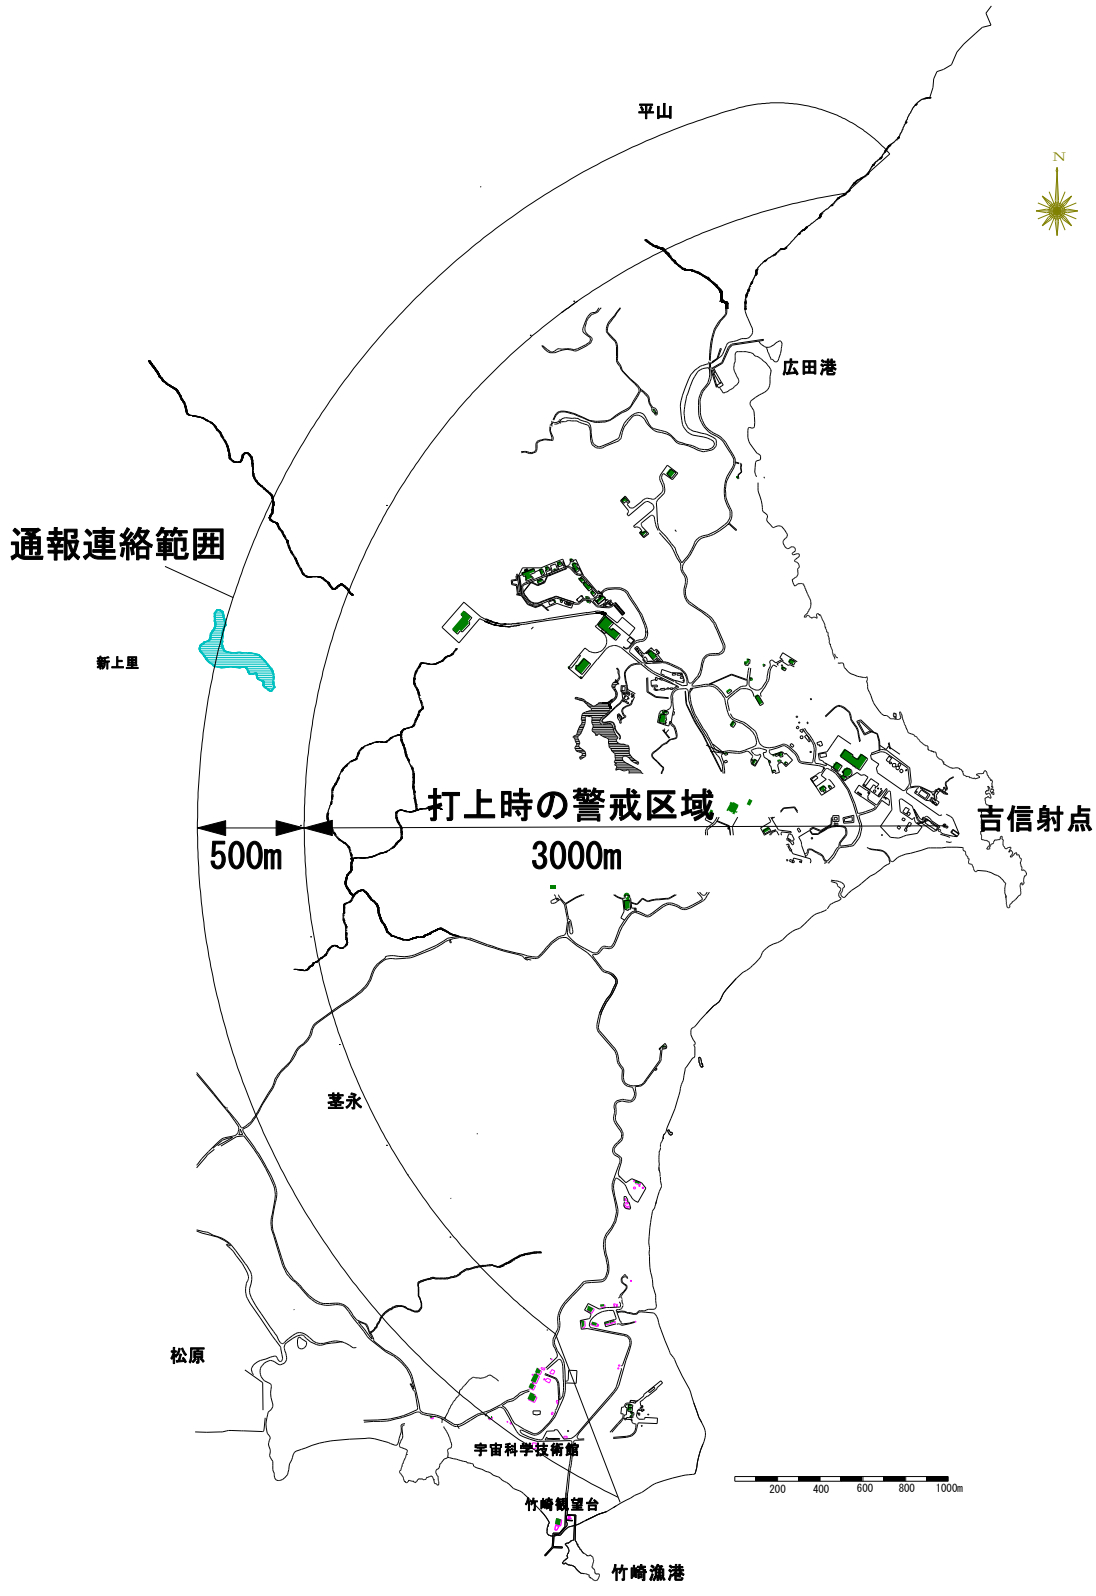 平山
N
広田港
通報連絡範囲
新上里
打上時の警戒区域
吉信射点
500m
3000m
茎永
松原
宇宙科学技術館
200 400 600 800 1000m
竹崎観望台
竹崎漁港